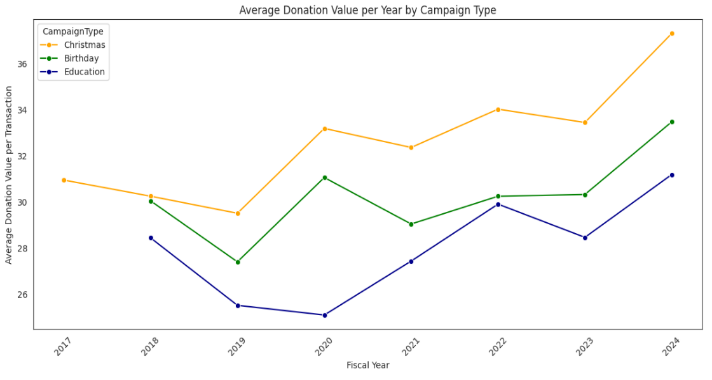 Average Donation Value per Year by Campaign Type
CampaignType
Christmas
Birthday
Education
Average Donation Value per Transaction
36
34
32
30
28
26
2017
2018
2019
2020
2021
2022
2023
2024
Fiscal Year